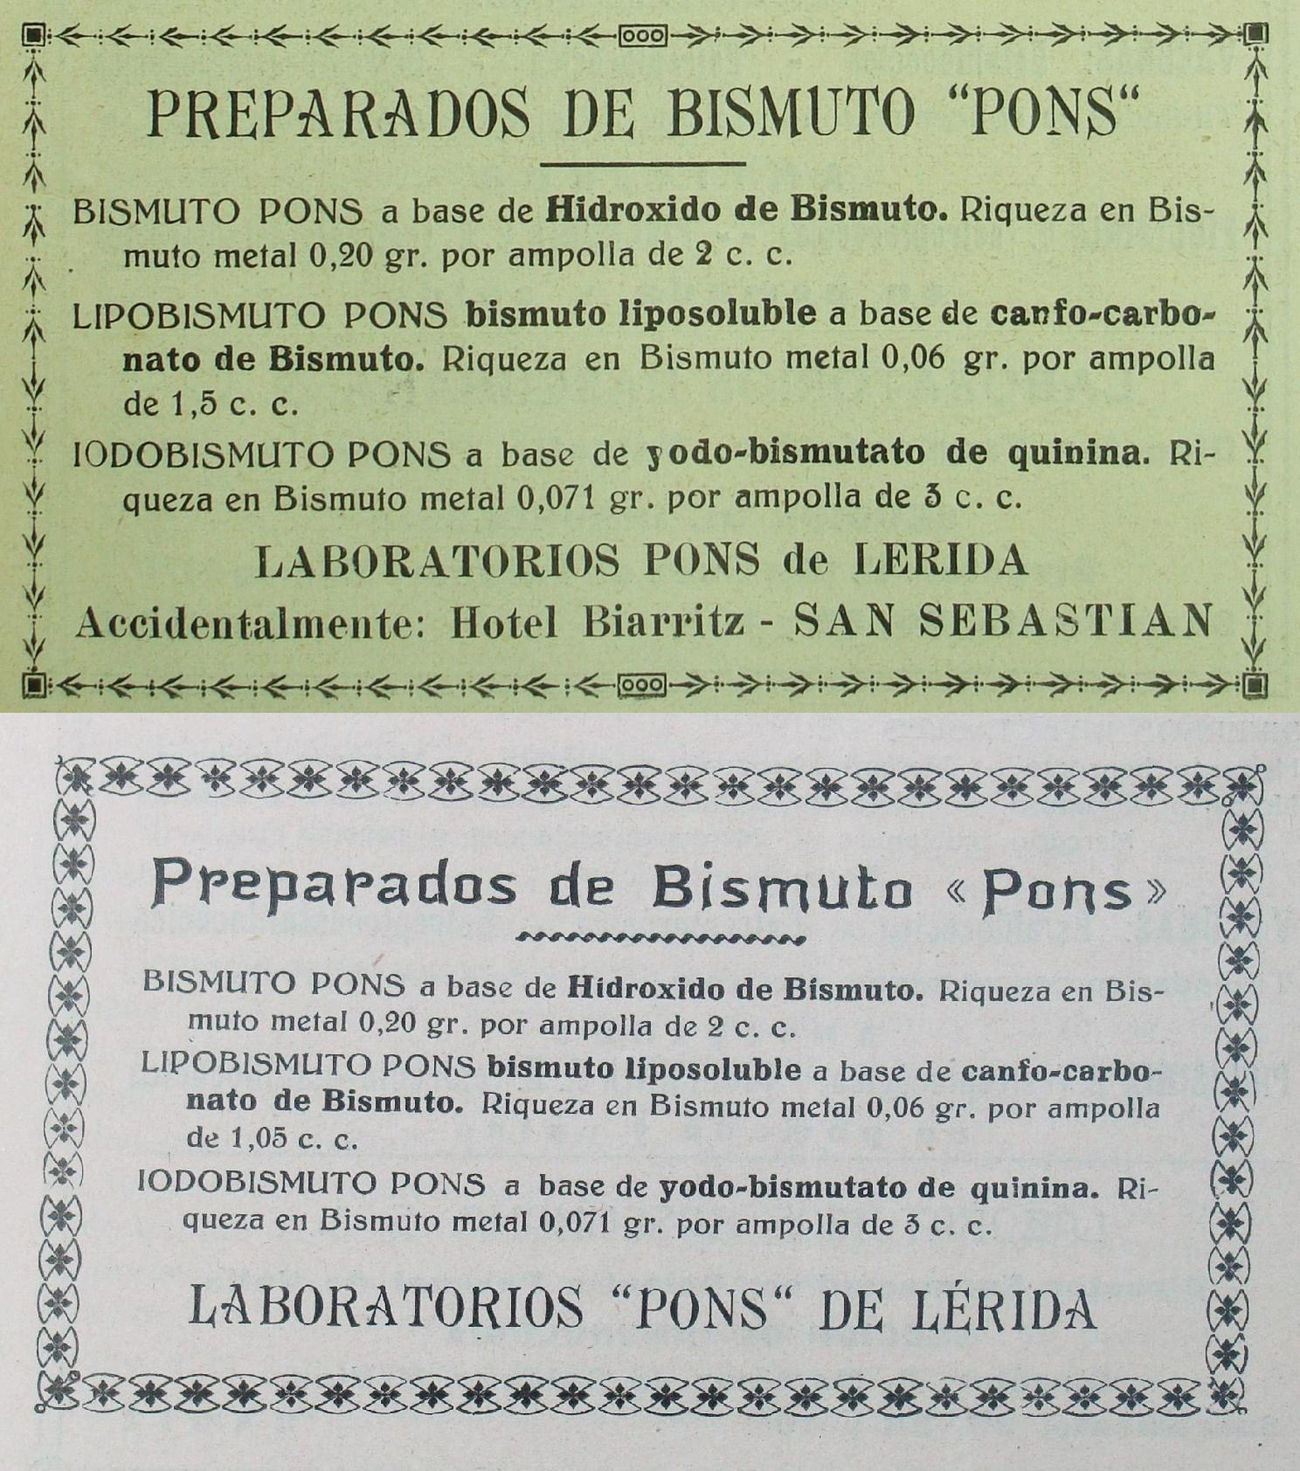 PREPARADOS DE BISMUTO “PONS“
BISMUTO PONS a base de Hidroxido de Bismuto. Riqueza en Bis-
muto metal 0,20 gr. por ampolla de 2 c. c.
LIPOBISMUTO PONS bismuto liposoluble a base de canfo-carbo-
nato de Bismuto. Riqueza en Bismuto metal 0,06 gr. por ampolla
de 1,5 c. c.
IODOBISMUTO PONS a base de yodo-bismutato de quinina. Ri-
queza en Bismuto metal 0,071 gr. por ampolla de 3 c. c.
LABORATORIOS PONS de LERIDA
Accidentalmente: Hotel Biarritz - SAN SEBASTIAN
Preparados de Bismuto «Pons»
BISMUTO PONS a base de Hidroxido de Bismuto. Riqueza en Bis-
muto metal 0,20 gr. por ampolla de 2 c. c.
LIPOBISMUTO PONS bismuto liposoluble a base de canfo-carbo-
nato de Bismuto. Riqueza en Bismuto metal 0,06 gr. por ampolla
de 1,05 c. c.
IODOBISMUTO PONS a base de yodo-bismutato de quinina. Ri-
queza en Bismuto metal 0,071 gr. por ampolla de 3 c. c.
LABORATORIOS “PONS“ DE LÉRIDA